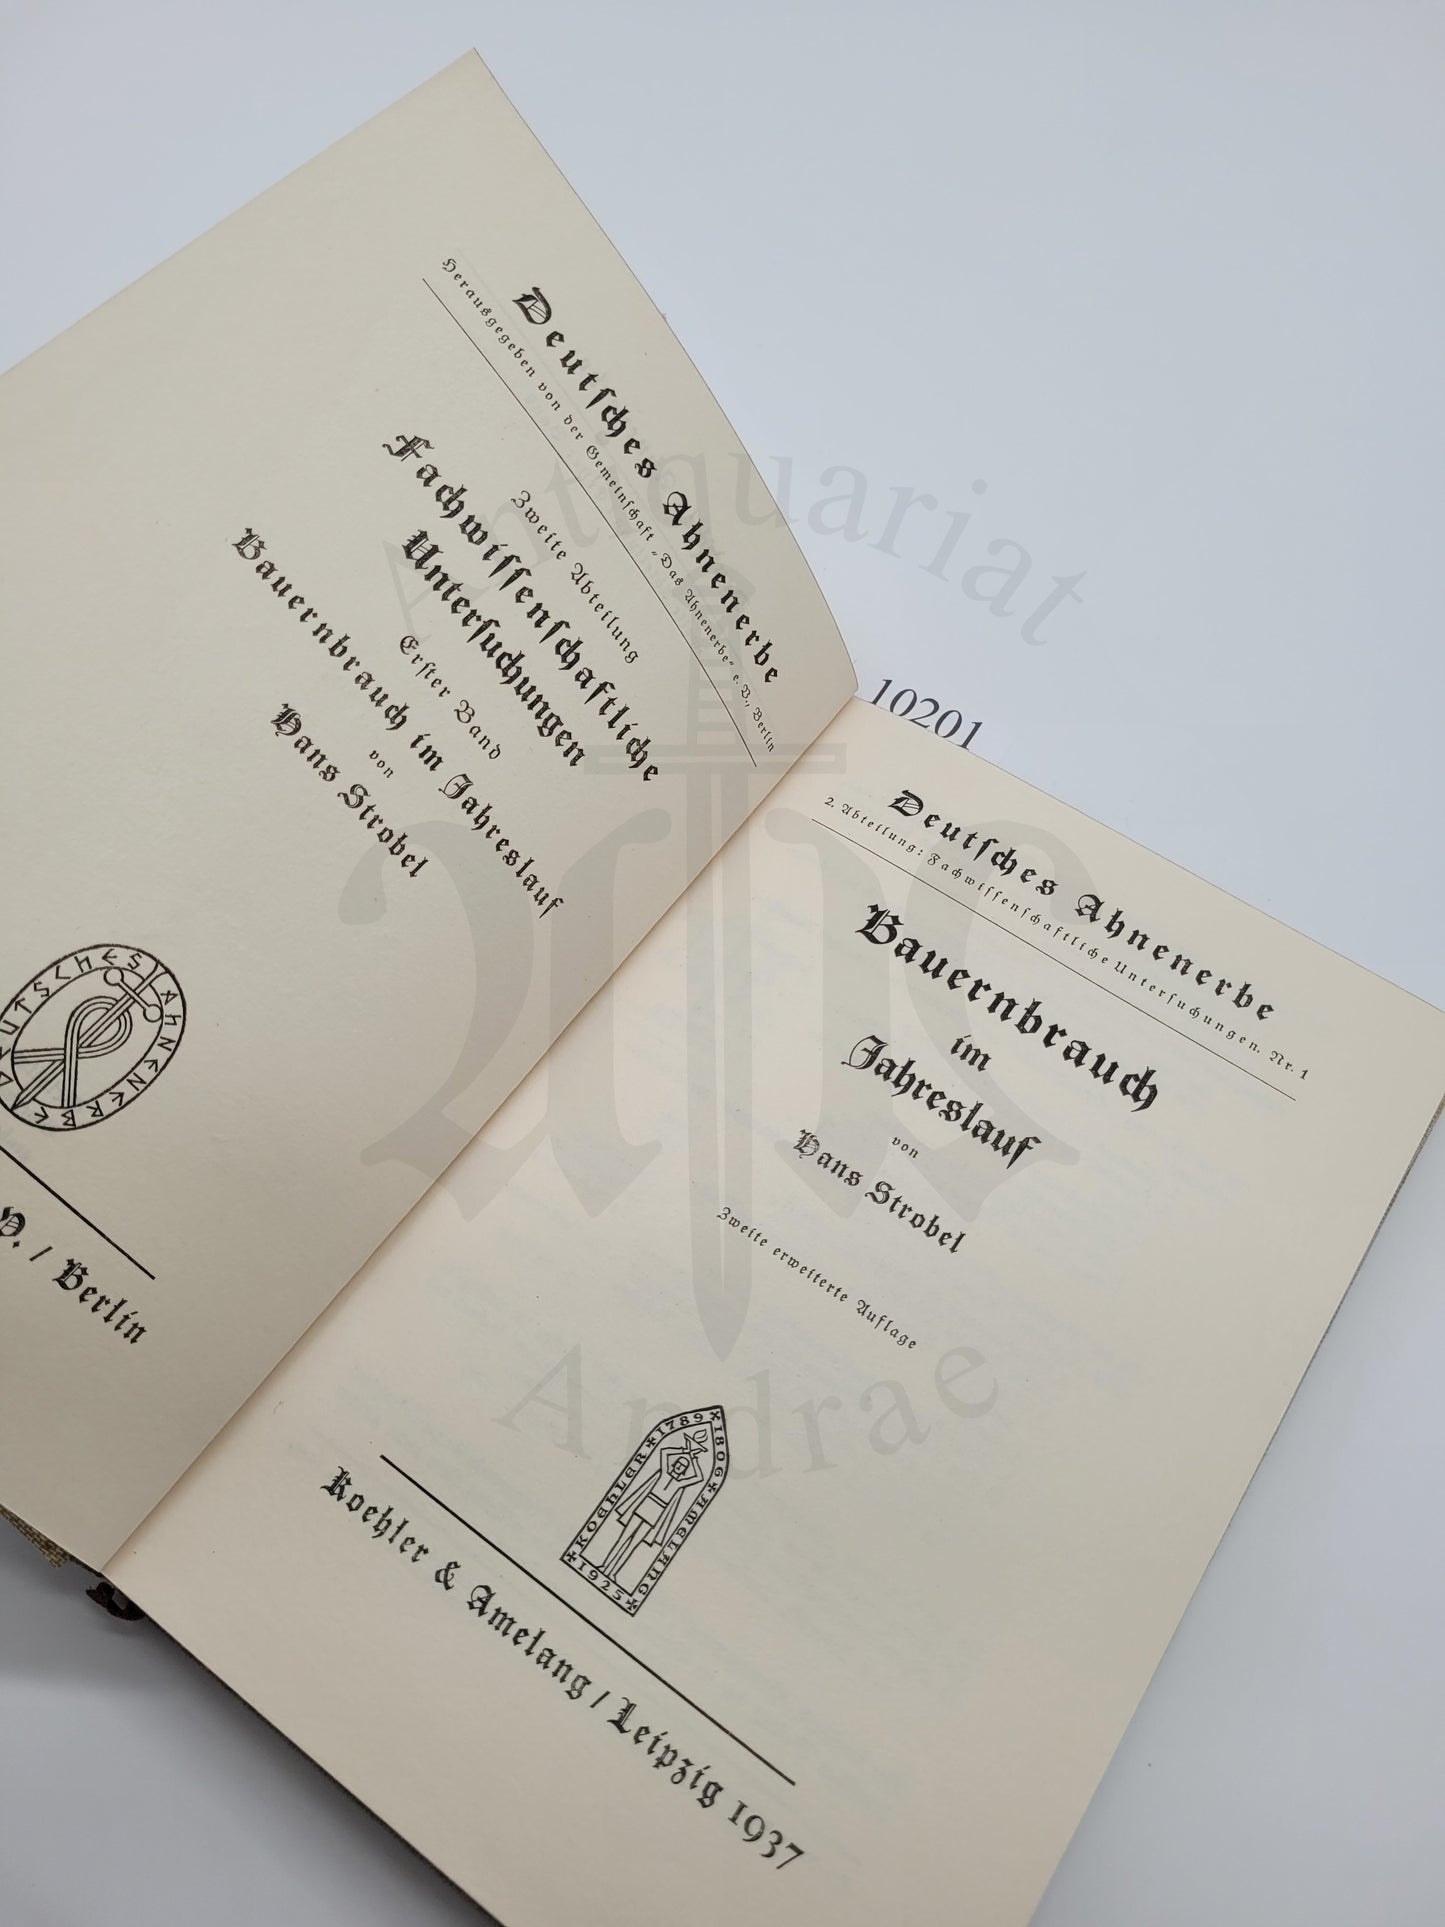 Deutsches Ahnenerbe
Herausgegeben von der Gemeinschaft „Das Ahnenerbe“ e. V., Berlin
Zweite Abteilung
Fachwissenschaftliche
Untersuchungen
Erster Band
Bauernbrauch im Jahreslauf
von
Hans Strobel
DEUTSCHES AHNENERBE
V. / Berlin
10201
Deutsches Ahnenerbe
2. Abteilung: Fachwissenschaftliche Untersuchungen. Nr. 1
Bauernbrauch
im
Jahreslauf
von
Hans Strobel
Zweite erweiterte Auflage
KOEHLER 1789 1806 AMELANG 1925
Koehler & Amelang / Leipzig 1937
Antiquariat
Andrae